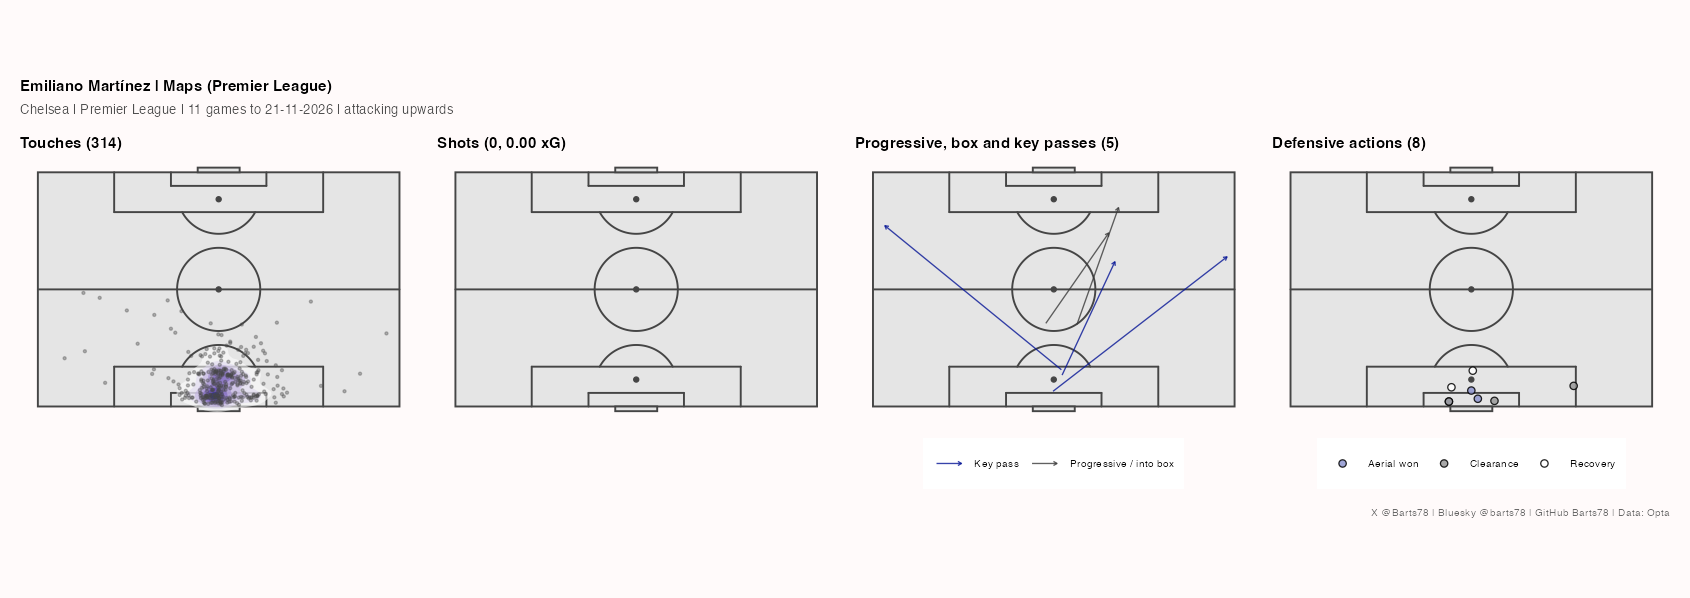 Emiliano Martínez | Maps (Premier League)
Chelsea | Premier League | 11 games to 21-11-2026 | attacking upwards
Touches (314)
Shots (0, 0.00 xG)
Progressive, box and key passes (5)
Defensive actions (8)
Key pass
Progressive / into box
Aerial won
Clearance
Recovery
X @Barts78 | Bluesky @barts78 | GitHub Barts78 | Data: Opta